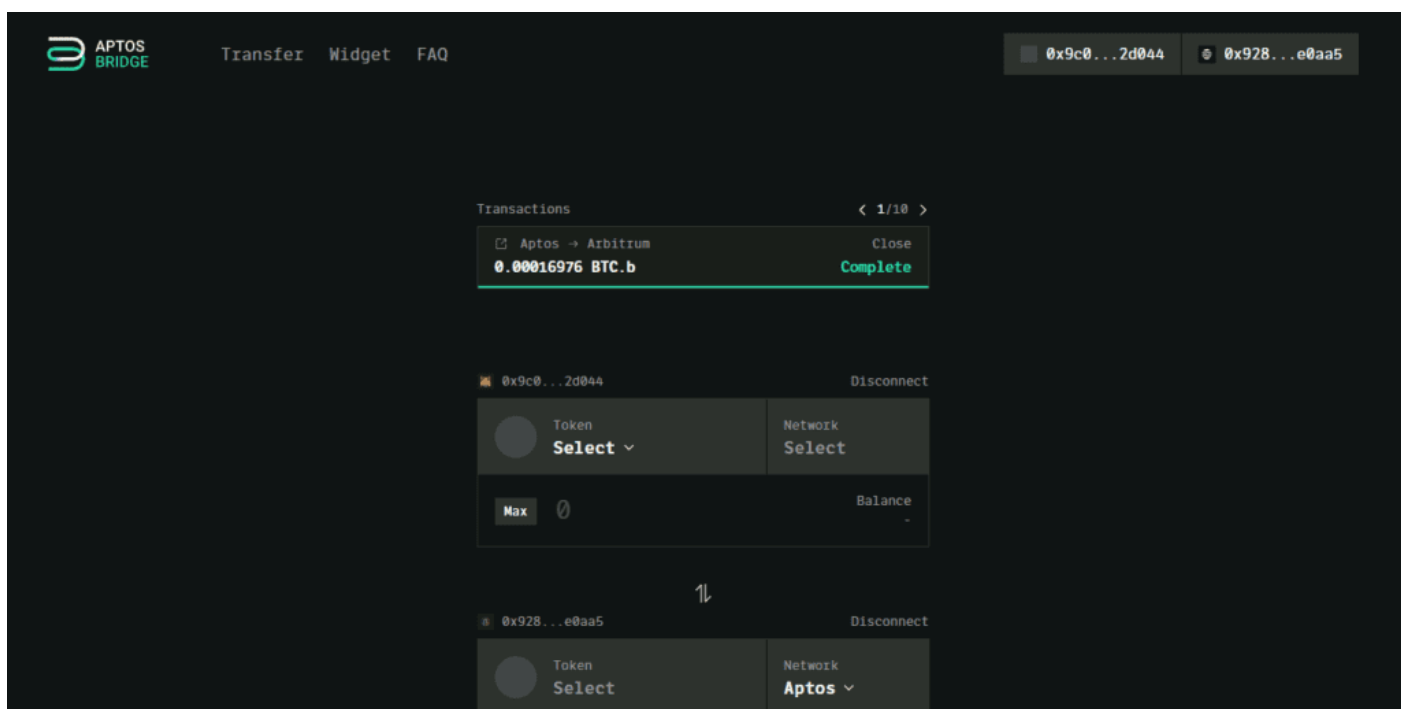 APTOS
BRIDGE
Transfer Widget FAQ
0x9c0...2d044
0x928...e0aa5
Transactions
1/10
Aptos → Arbitrum
Close
0.00016976 BTC.b
Complete
0x9c0...2d044
Disconnect
Token
Network
Select
Select
Balance
Max 0
-
0x928...e0aa5
Disconnect
Token
Network
Select
Aptos